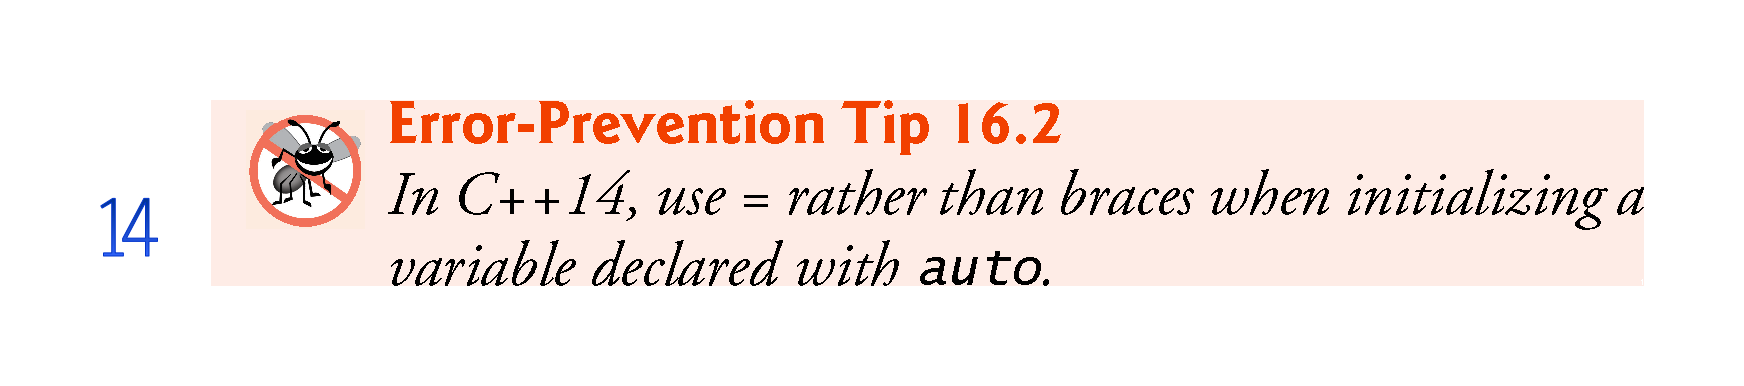 14
Error-Prevention Tip 16.2
In C++14, use = rather than braces when initializing a
variable declared with auto.